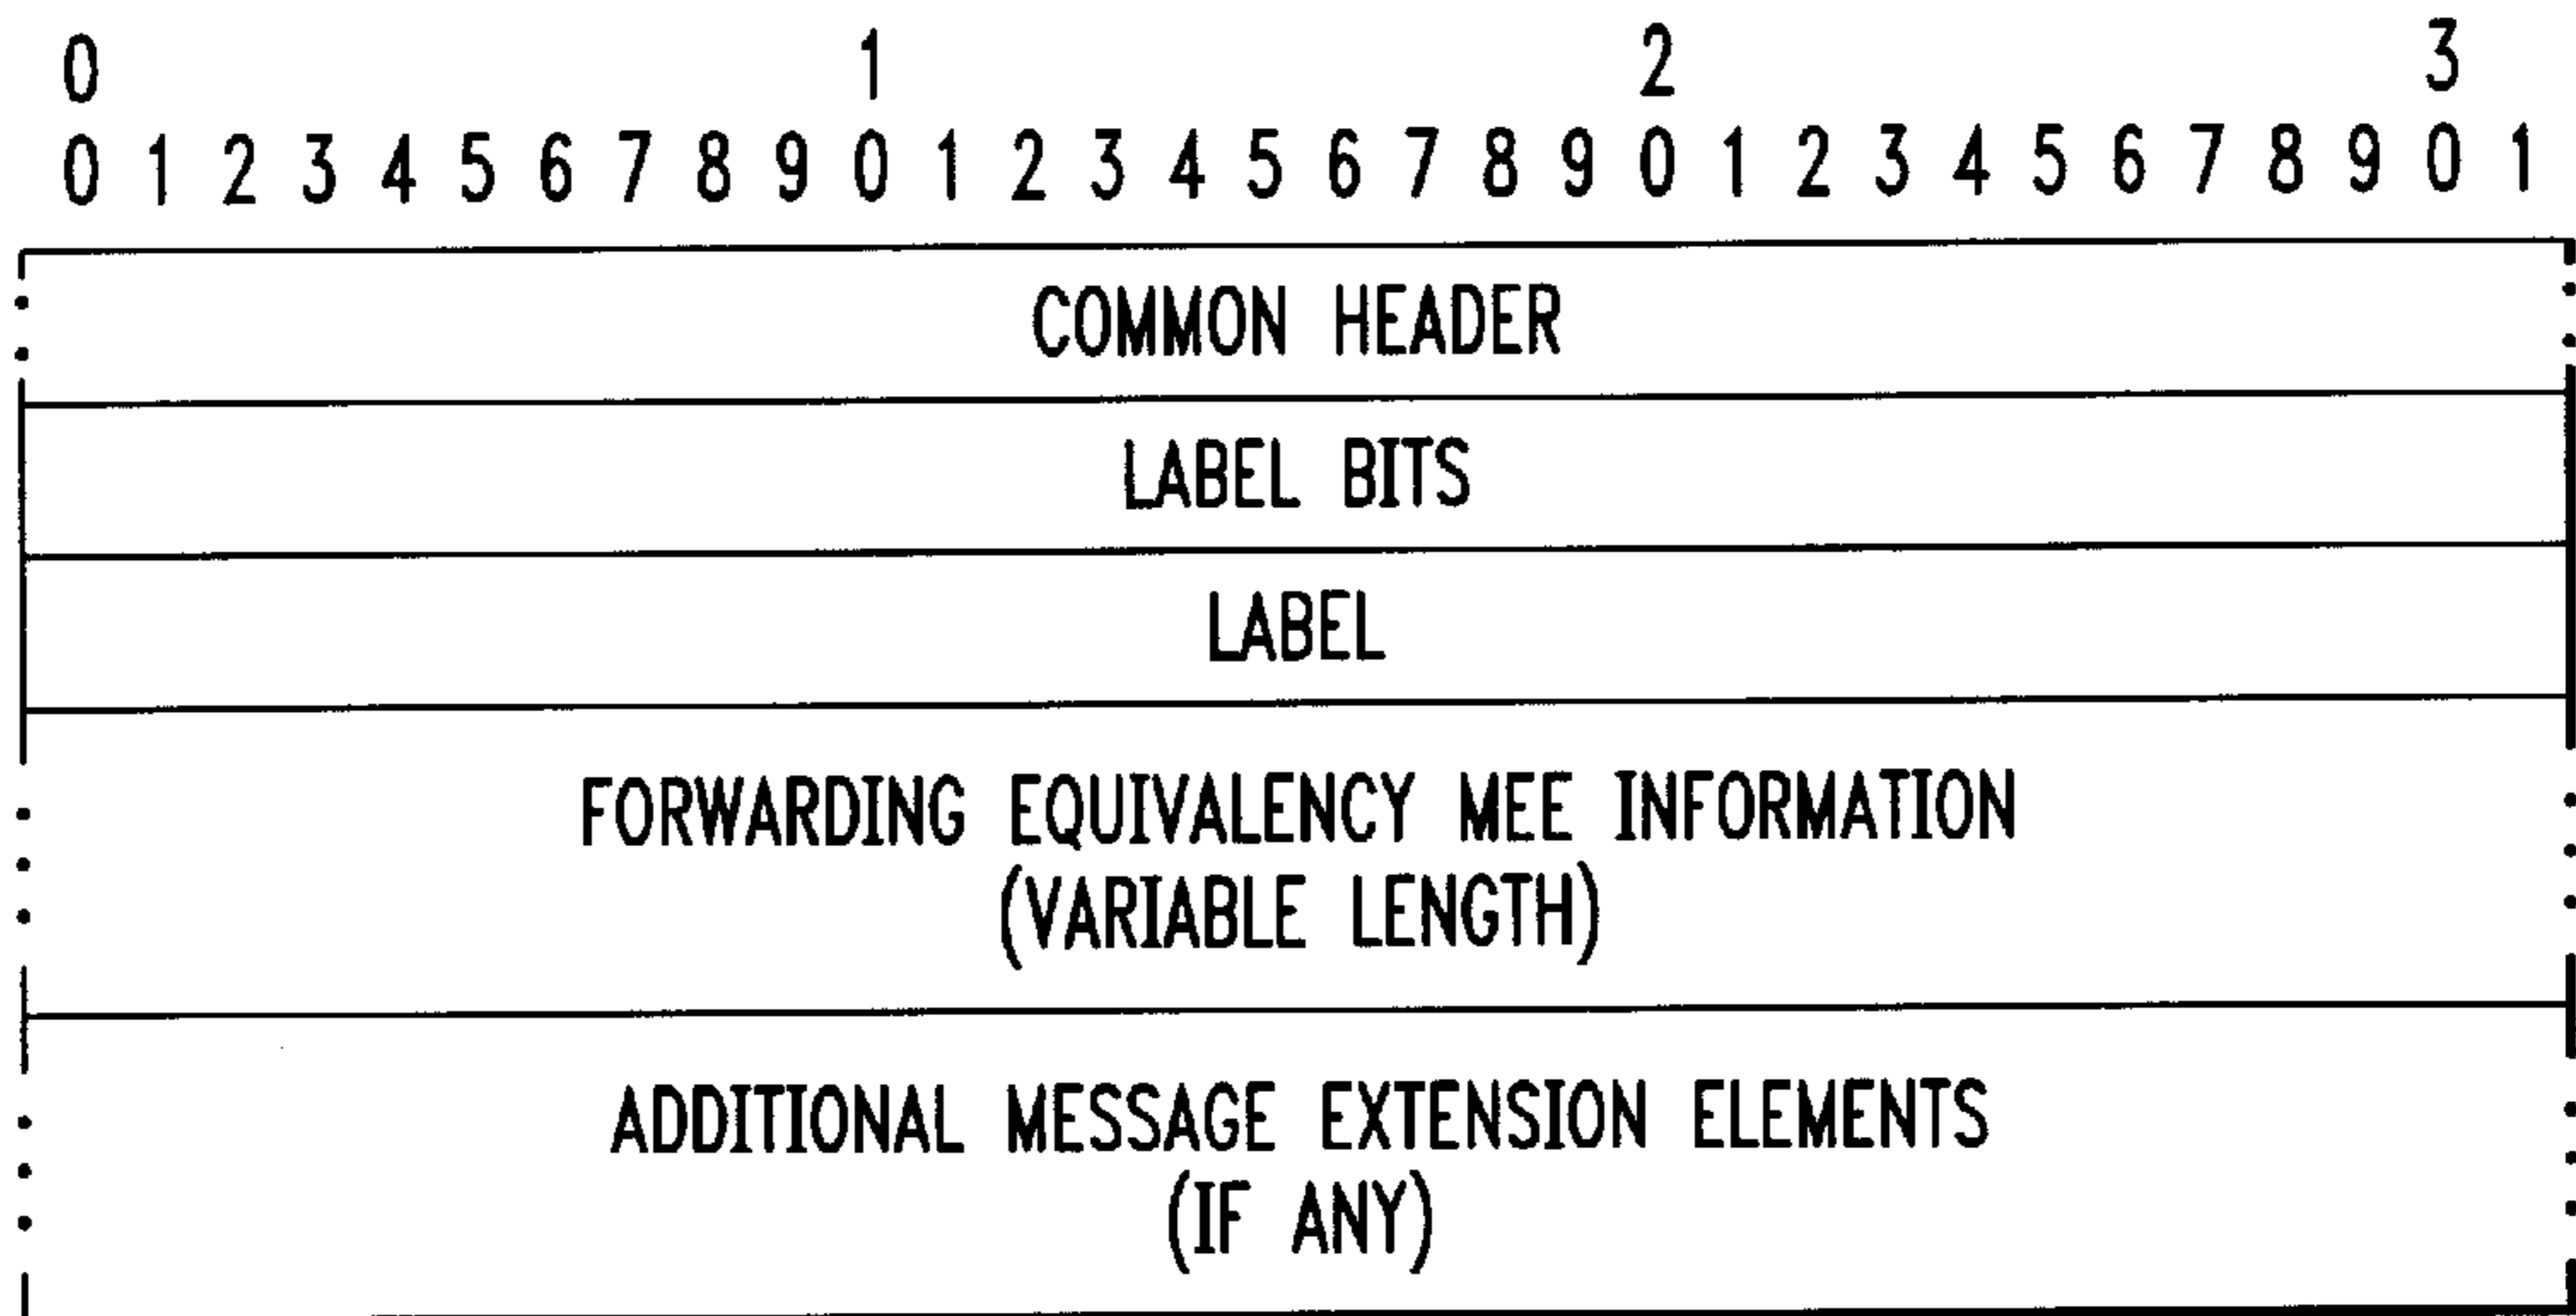 0 1 2 3
0 1 2 3 4 5 6 7 8 9 0 1 2 3 4 5 6 7 8 9 0 1 2 3 4 5 6 7 8 9 0 1
COMMON HEADER
LABEL BITS
LABEL
FORWARDING EQUIVALENCY MEE INFORMATION
(VARIABLE LENGTH)
ADDITIONAL MESSAGE EXTENSION ELEMENTS
(IF ANY)